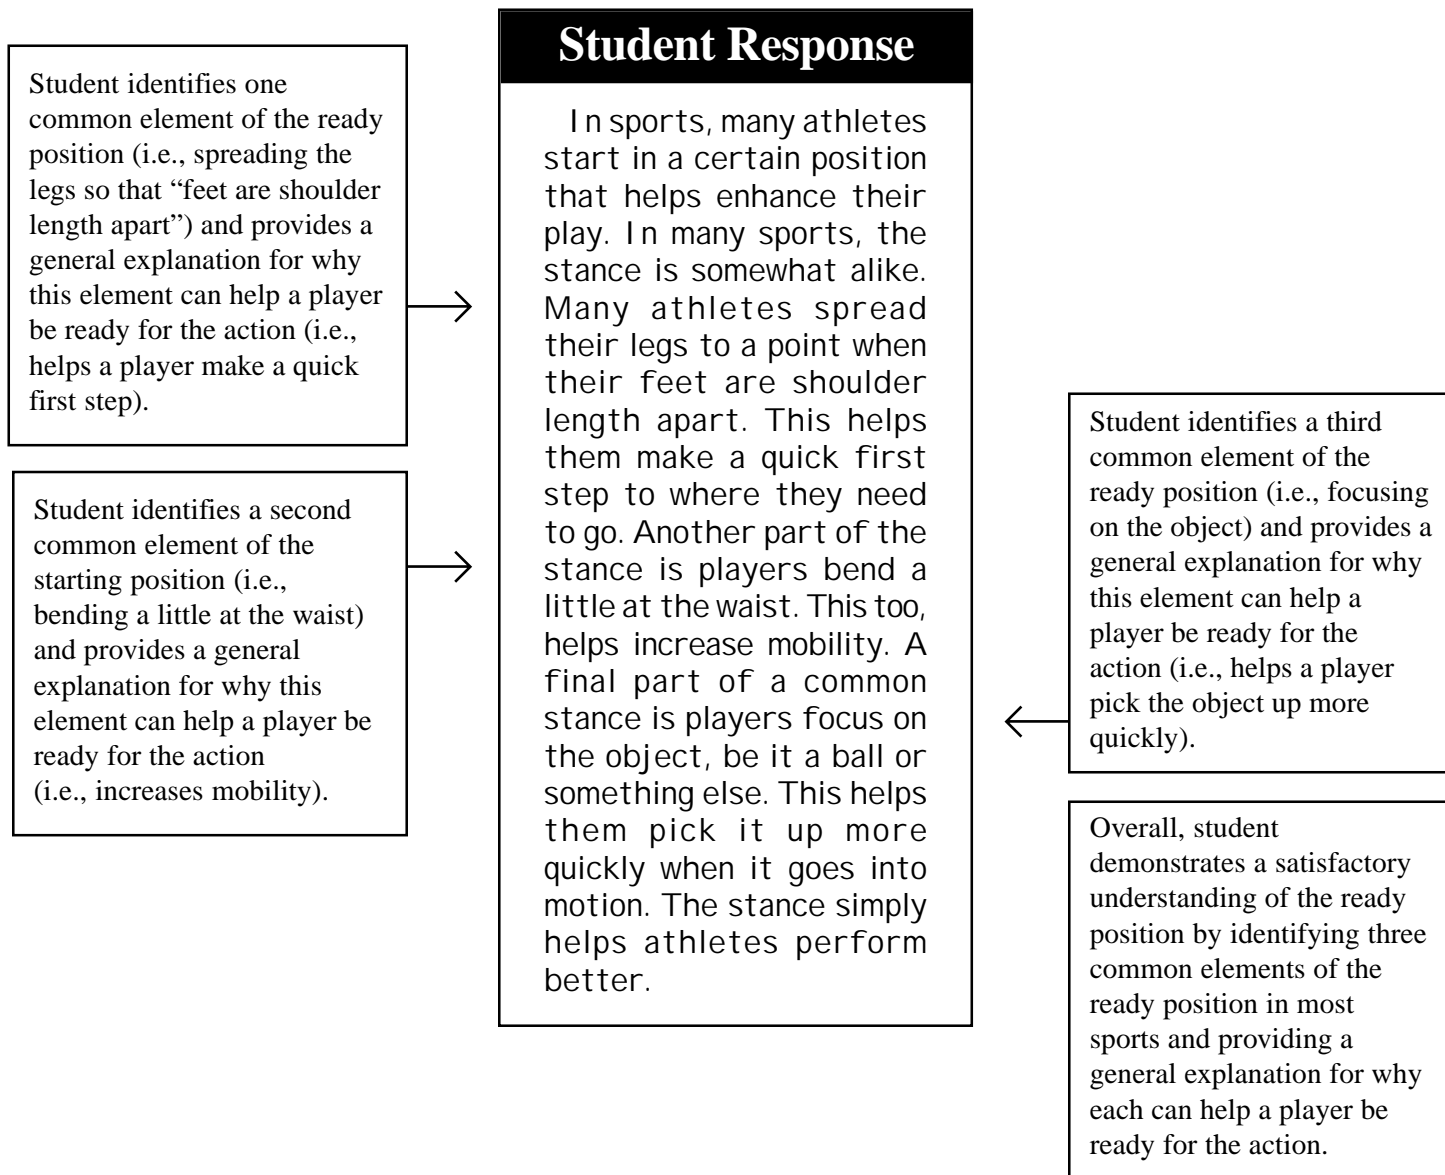 Student Response
Student identifies one
common element of the ready
position (i.e., spreading the
legs so that “feet are shoulder
length apart”) and provides a
general explanation for why
this element can help a player
be ready for the action (i.e.,
helps a player make a quick
first step).
Student identifies a second
common element of the
starting position (i.e.,
bending a little at the waist)
and provides a general
explanation for why this
element can help a player be
ready for the action
(i.e., increases mobility).
In sports, many athletes
start in a certain position
that helps enhance their
play. In many sports, the
stance is somewhat alike.
Many athletes spread
their legs to a point when
their feet are shoulder
length apart. This helps
them make a quick first
step to where they need
to go. Another part of the
stance is players bend a
little at the waist. This too,
helps increase mobility. A
final part of a common
stance is players focus on
the object, be it a ball or
something else. This helps
them pick it up more
quickly when it goes into
motion. The stance simply
helps athletes perform
better.
Student identifies a third
common element of the
ready position (i.e., focusing
on the object) and provides a
general explanation for why
this element can help a
player be ready for the
action (i.e., helps a player
pick the object up more
quickly).
Overall, student
demonstrates a satisfactory
understanding of the ready
position by identifying three
common elements of the
ready position in most
sports and providing a
general explanation for why
each can help a player be
ready for the action.